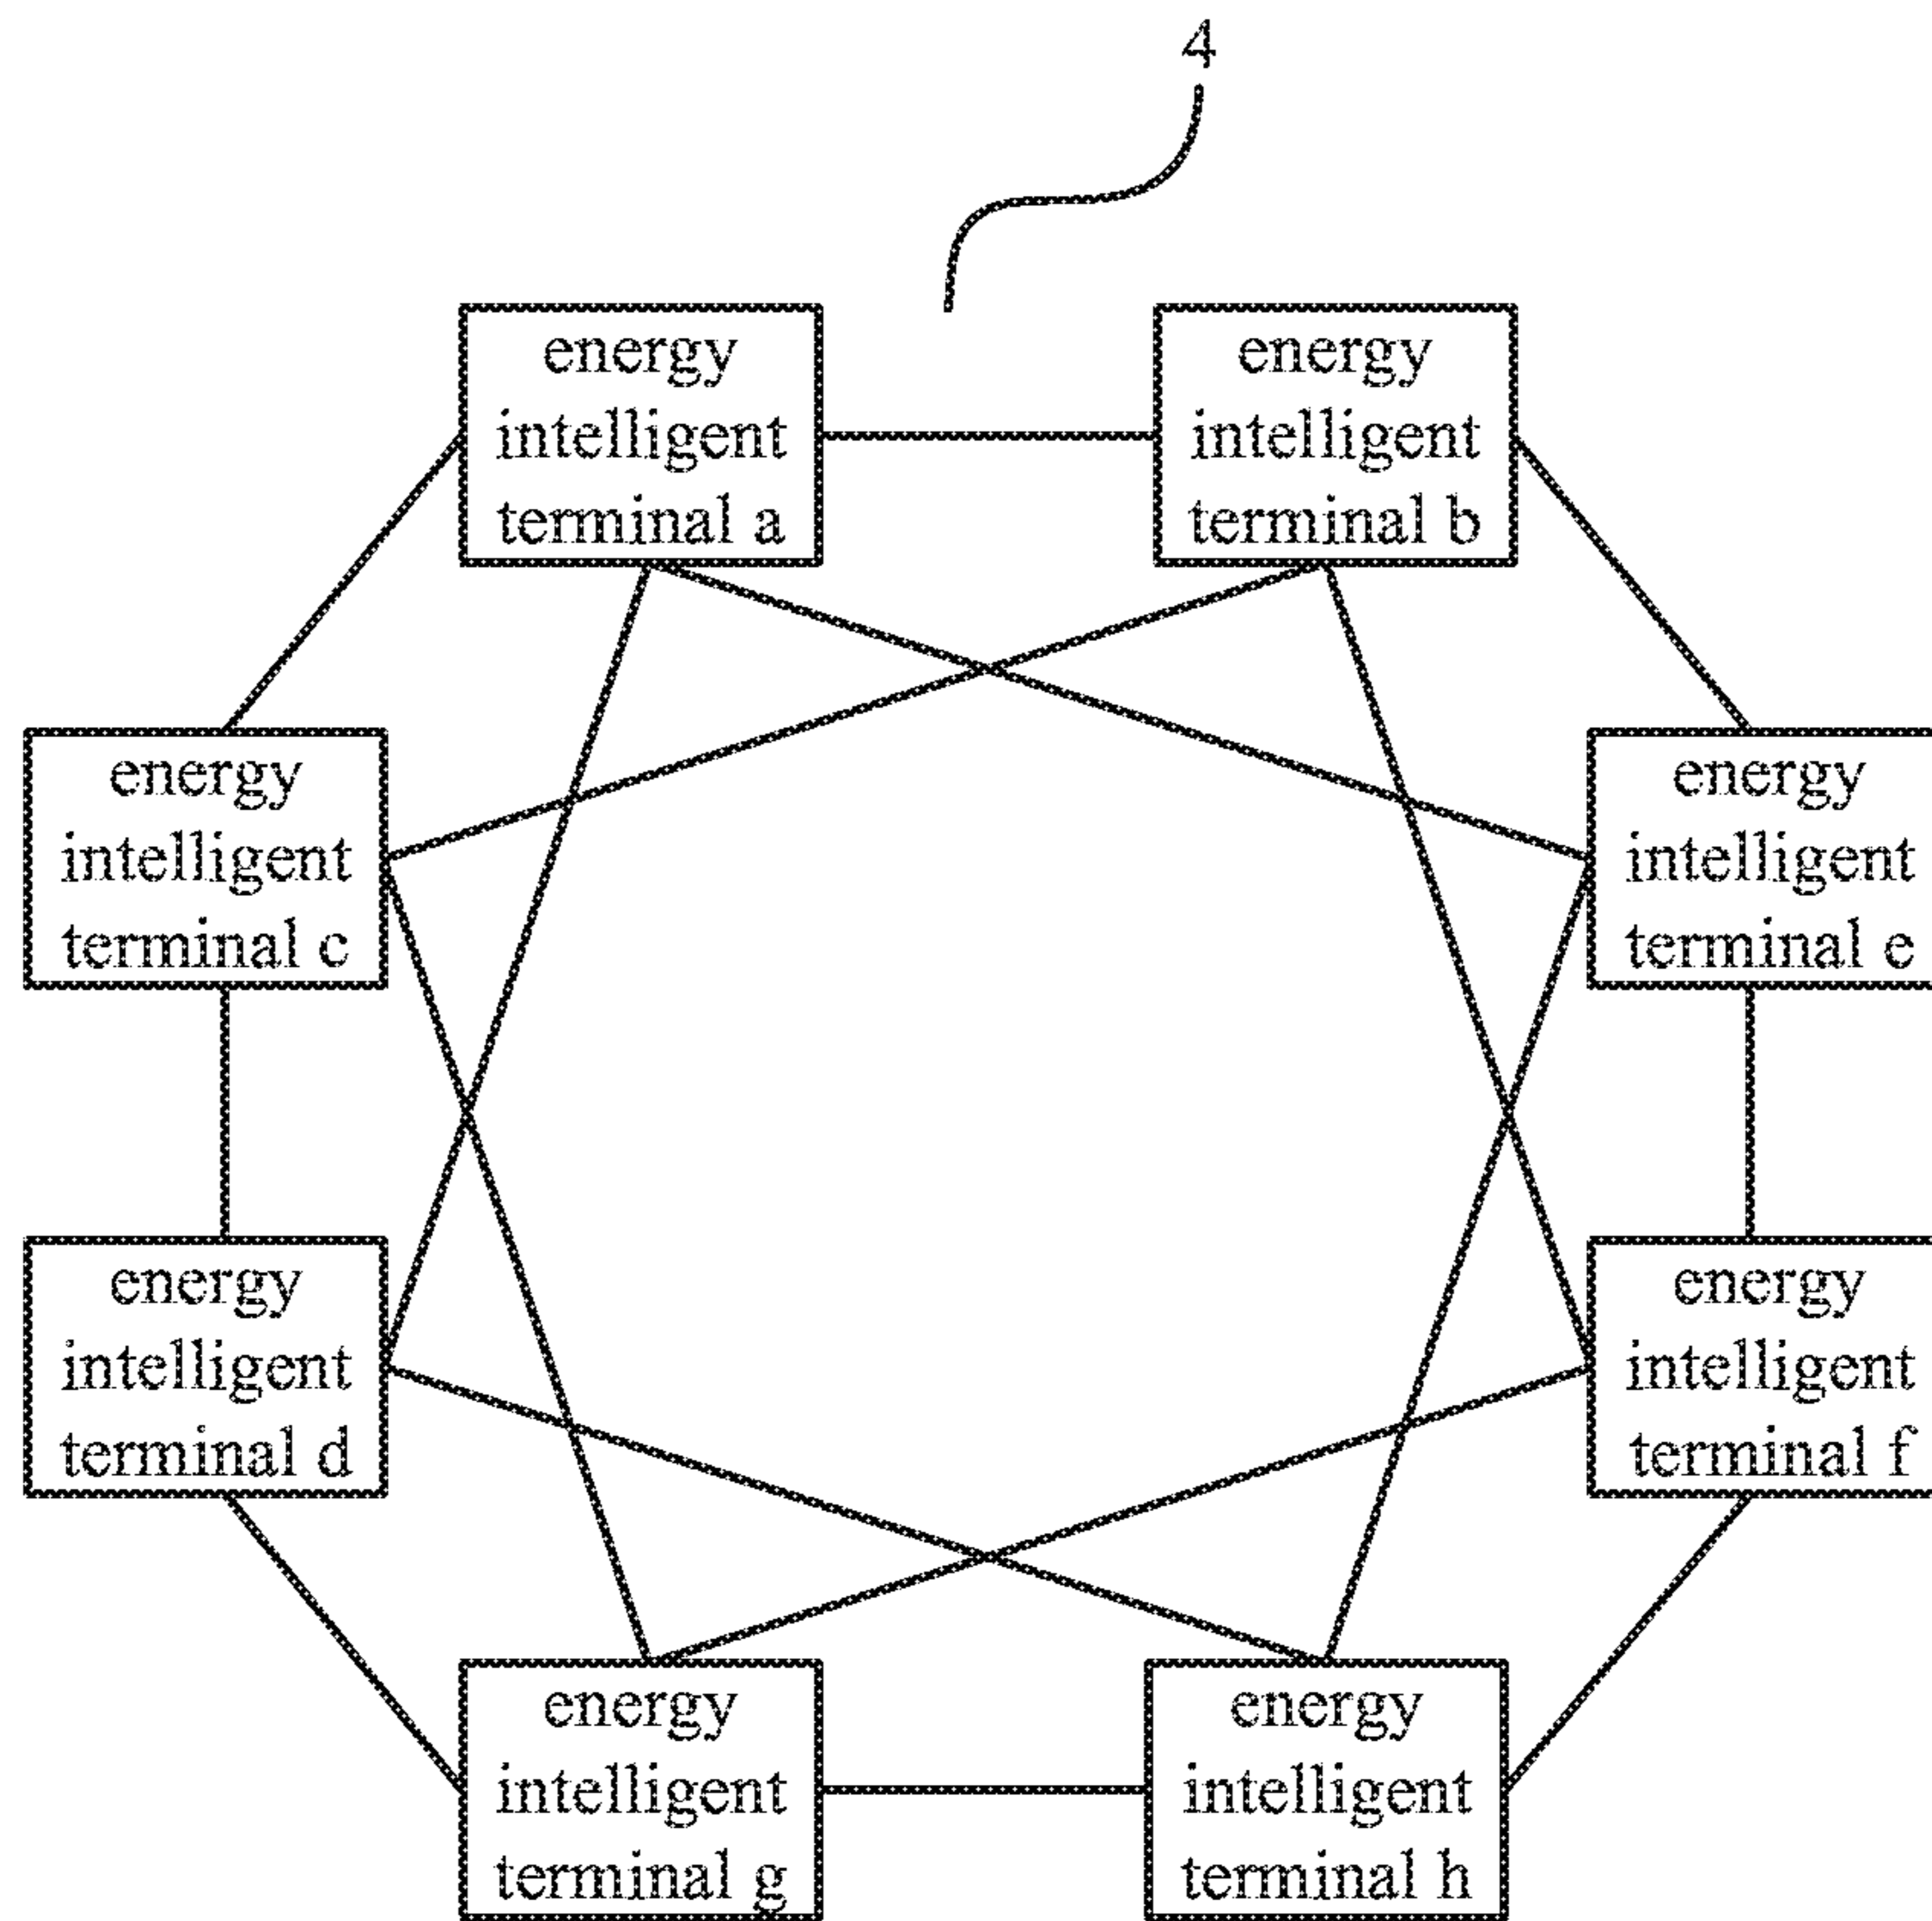 4
energy
intelligent
terminal a
energy
intelligent
terminal b
energy
intelligent
terminal c
energy
intelligent
terminal e
energy
intelligent
terminal d
energy
intelligent
terminal f
energy
intelligent
terminal g
energy
intelligent
terminal h